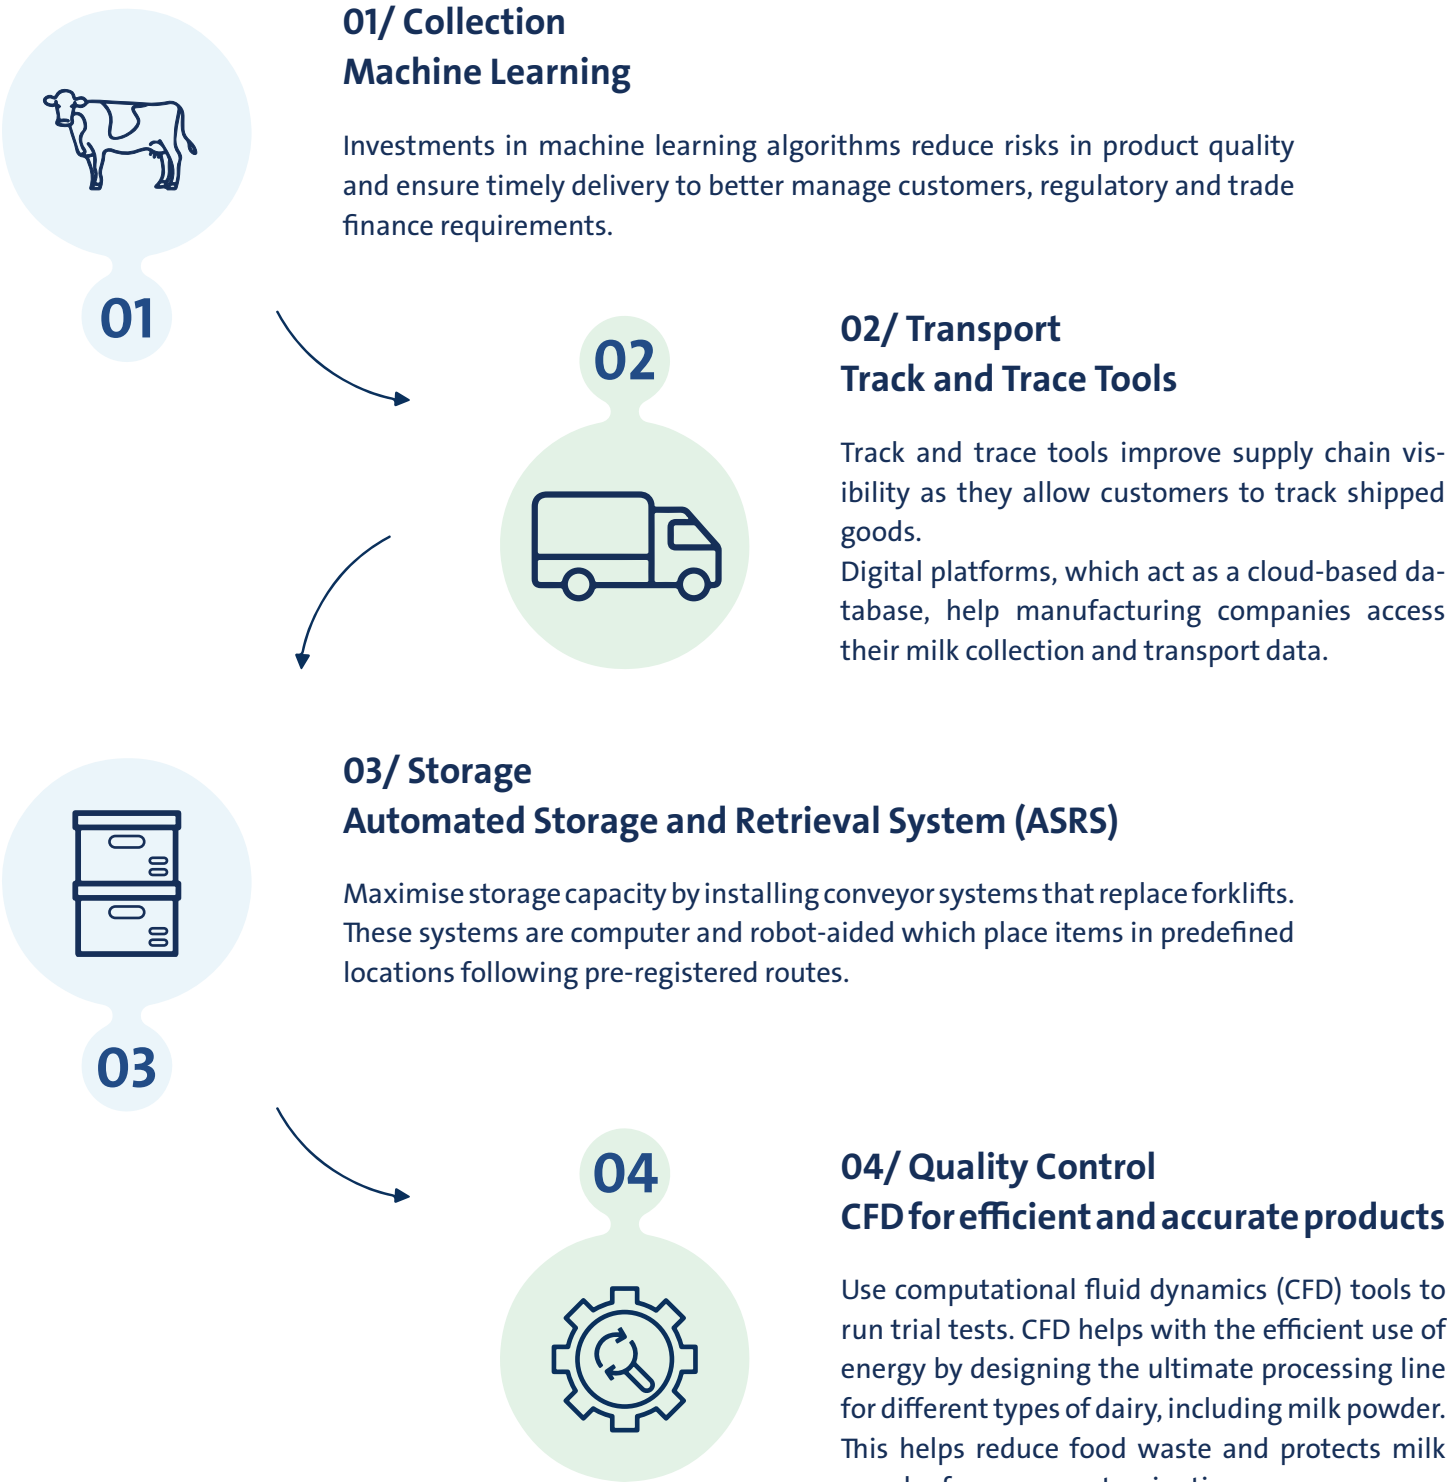 01/ Collection
Machine Learning
Investments in machine learning algorithms reduce risks in product quality
and ensure timely delivery to better manage customers, regulatory and trade
finance requirements.
01
02
02/ Transport
Track and Trace Tools
Track and trace tools improve supply chain vis-
ibility as they allow customers to track shipped
goods.
Digital platforms, which act as a cloud-based da-
tabase, help manufacturing companies access
their milk collection and transport data.
03/ Storage
Automated Storage and Retrieval System (ASRS)
Maximise storage capacity by installing conveyor systems that replace forklifts.
These systems are computer and robot-aided which place items in predefined
locations following pre-registered routes.
03
04
04/ Quality Control
CFD for efficient and accurate products
Use computational fluid dynamics (CFD) tools to
run trial tests. CFD helps with the efficient use of
energy by designing the ultimate processing line
for different types of dairy, including milk powder.
This helps reduce food waste and protects milk